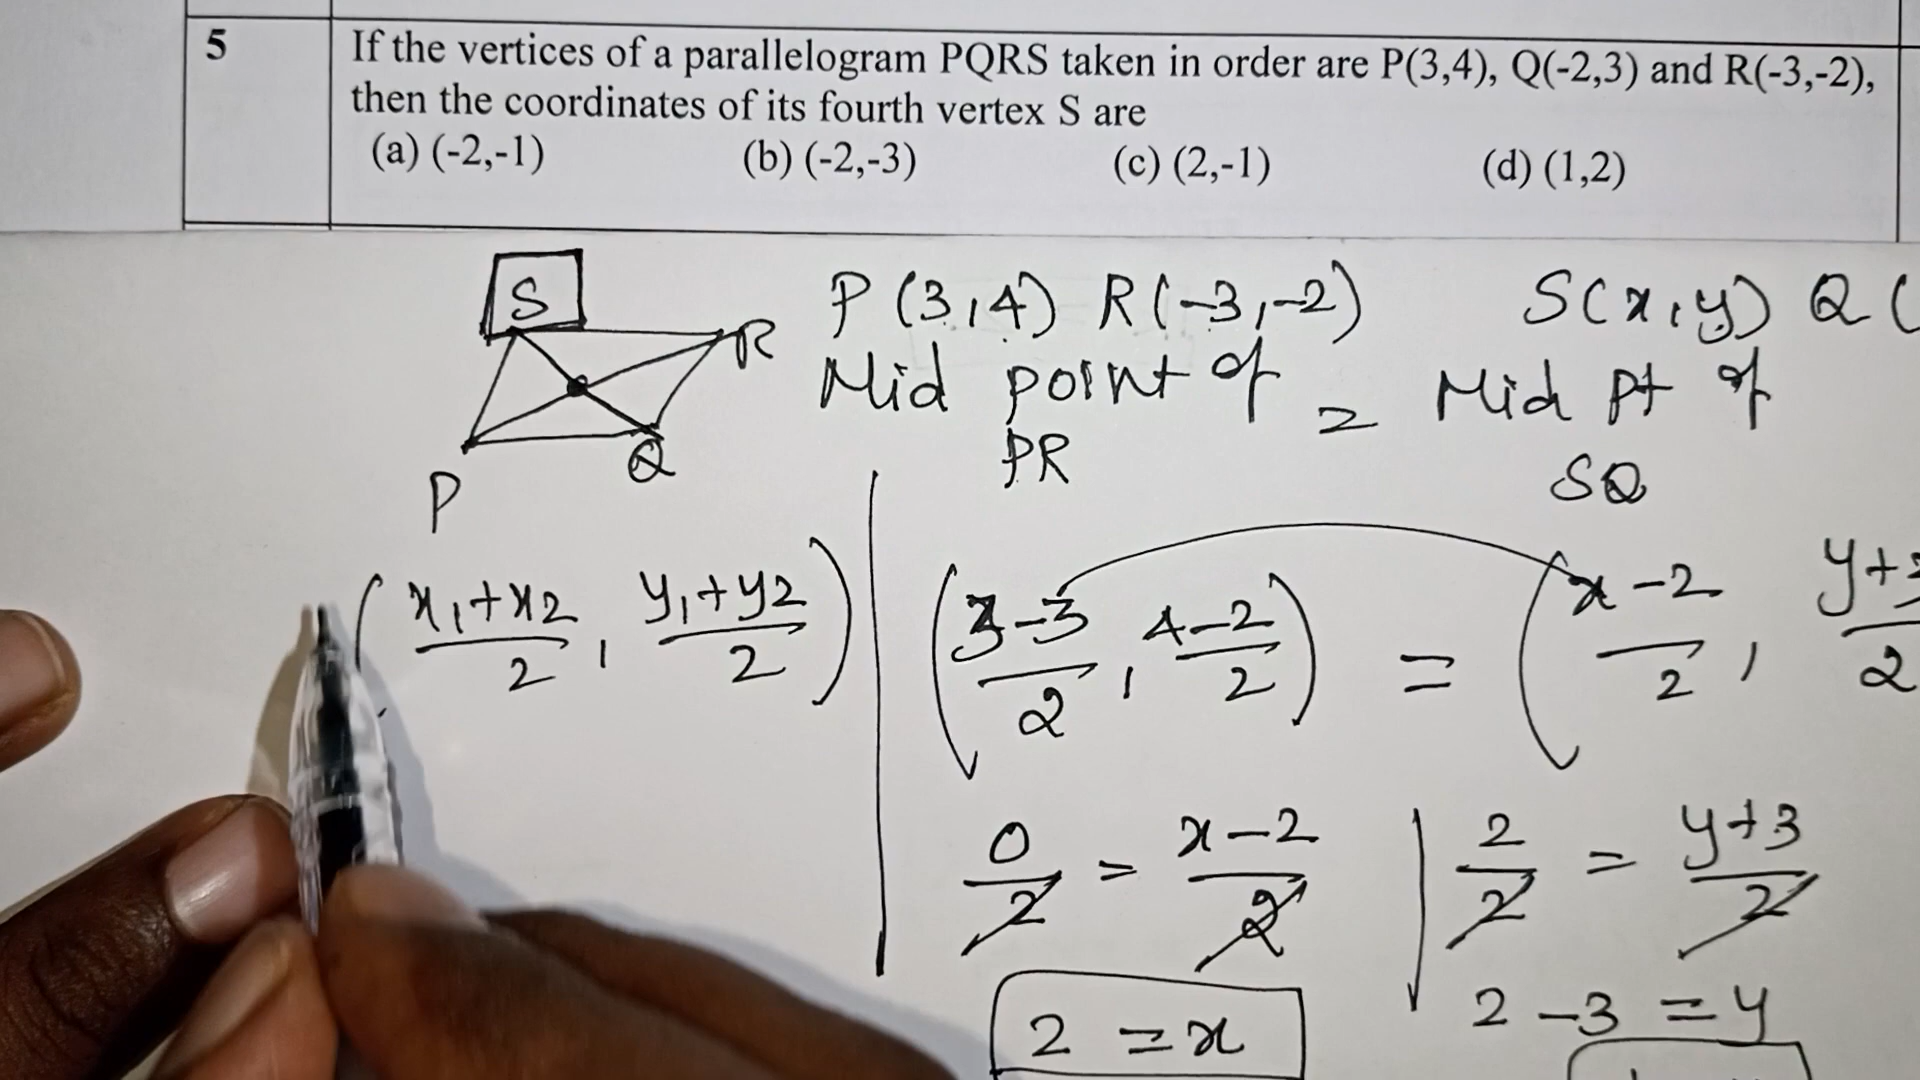 5
If the vertices of a parallelogram PQRS taken in order are P(3,4), Q(-2,3) and R(-3,-2),
then the coordinates of its fourth vertex S are
(a) (-2,-1) (b) (-2,-3) (c) (2,-1) (d) (1,2)
S
R
P
Q
P (3,4) R(-3,-2) S(x,y) Q (
Mid point of PR = Mid pt of SQ
(x₁+x₂/2, y₁+y₂/2)
(3-3/2, 4-2/2) = (x-2/2, y+3/2
0/2 = x-2/2
2 = x
2/2 = y+3/2
2-3 = y